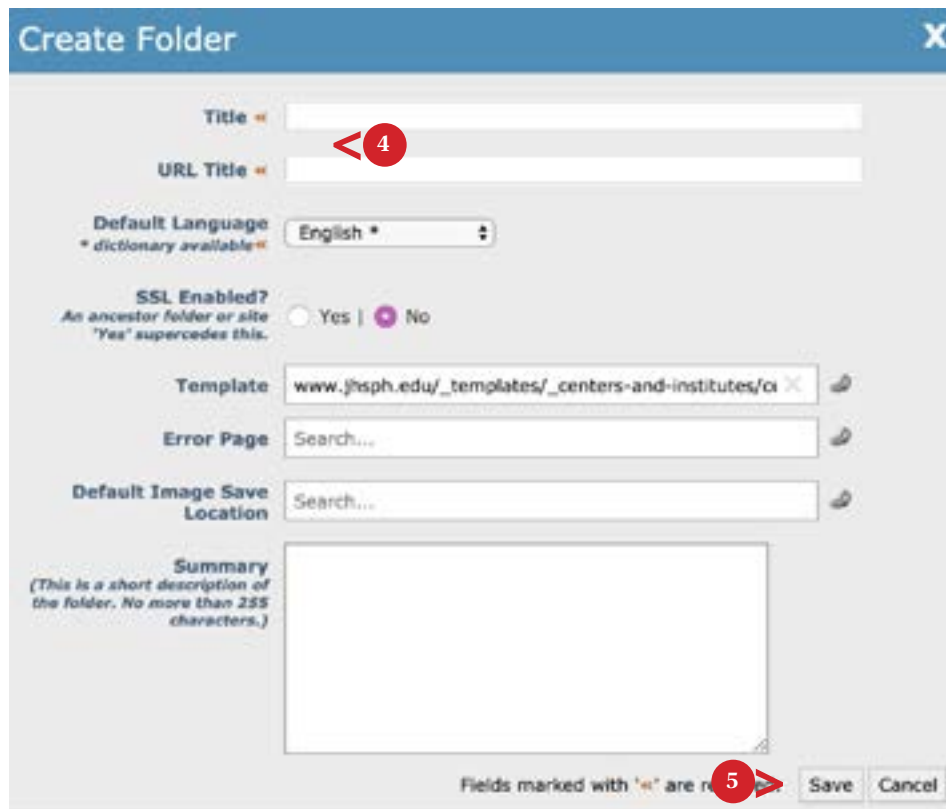 Create Folder X
Title «
< 4
URL Title «
Default Language
* dictionary available«
English *
SSL Enabled?
An ancestor folder or site
'Yes' supercedes this.
Yes | No
Template www.jhsph.edu/_templates/_centers-and-institutes/ce
Error Page Search...
Default Image Save
Location
Search...
Summary
(This is a short description of
the folder. No more than 255
characters.)
Fields marked with '«' are 5 > Save Cancel